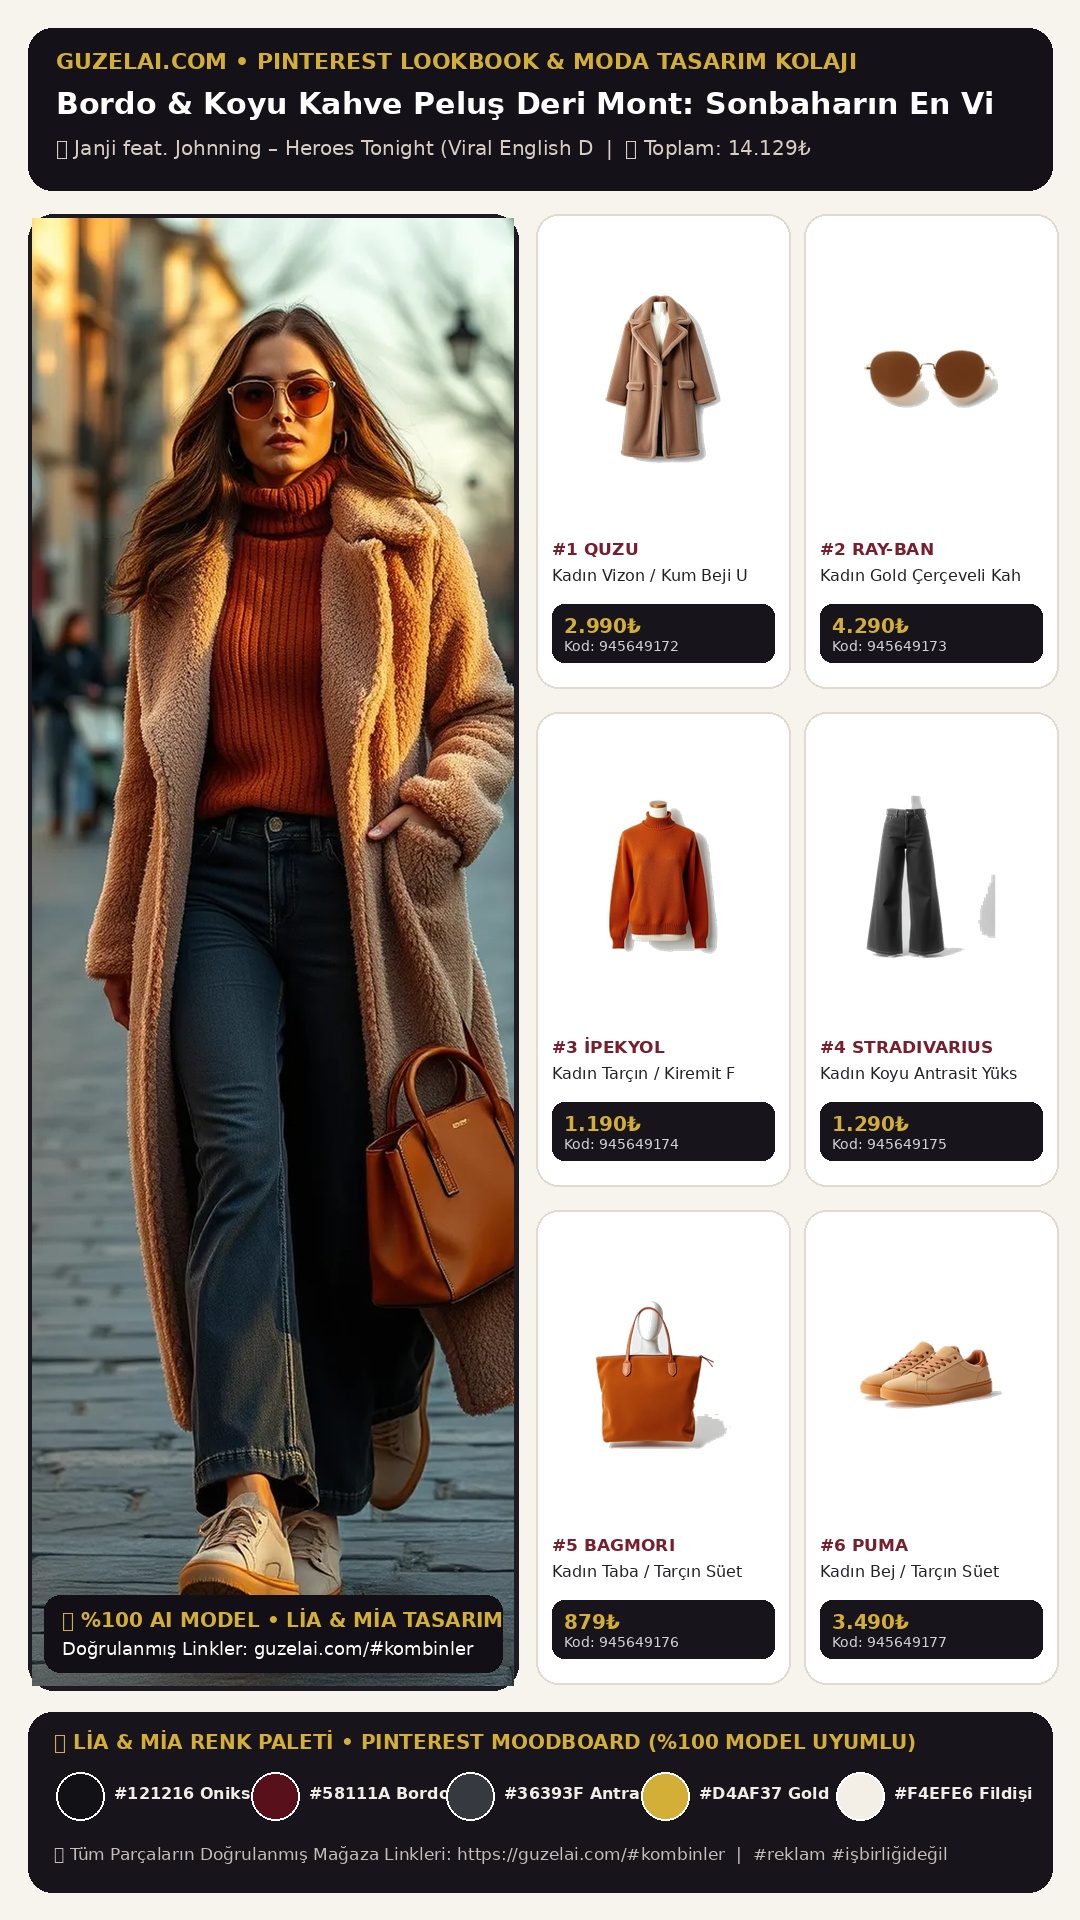 GUZELAI.COM • PINTEREST LOOKBOOK & MODA TASARIM KOLAJI
Bordo & Koyu Kahve Peluş Deri Mont: Sonbaharın En Vi
Janji feat. Johnning – Heroes Tonight (Viral English D | Toplam: 14.129₺
#1 QUZU
Kadın Vizon / Kum Beji U
2.990₺
Kod: 945649172
#2 RAY-BAN
Kadın Gold Çerçeveli Kah
4.290₺
Kod: 945649173
#3 İPEKYOL
Kadın Tarçın / Kiremit F
1.190₺
Kod: 945649174
#4 STRADIVARIUS
Kadın Koyu Antrasit Yüks
1.290₺
Kod: 945649175
#5 BAGMORI
Kadın Taba / Tarçın Süet
879₺
Kod: 945649176
#6 PUMA
Kadın Bej / Tarçın Süet
3.490₺
Kod: 945649177
%100 AI MODEL • LİA & MİA TASARIM
Doğrulanmış Linkler: guzelai.com/#kombinler
LİA & MİA RENK PALETİ • PINTEREST MOODBOARD (%100 MODEL UYUMLU)
#121216 Oniks #58111A Bordo #36393F Antra #D4AF37 Gold #F4EFE6 Fildişi
Tüm Parçaların Doğrulanmış Mağaza Linkleri: https://guzelai.com/#kombinler | #reklam #işbirliğideğil